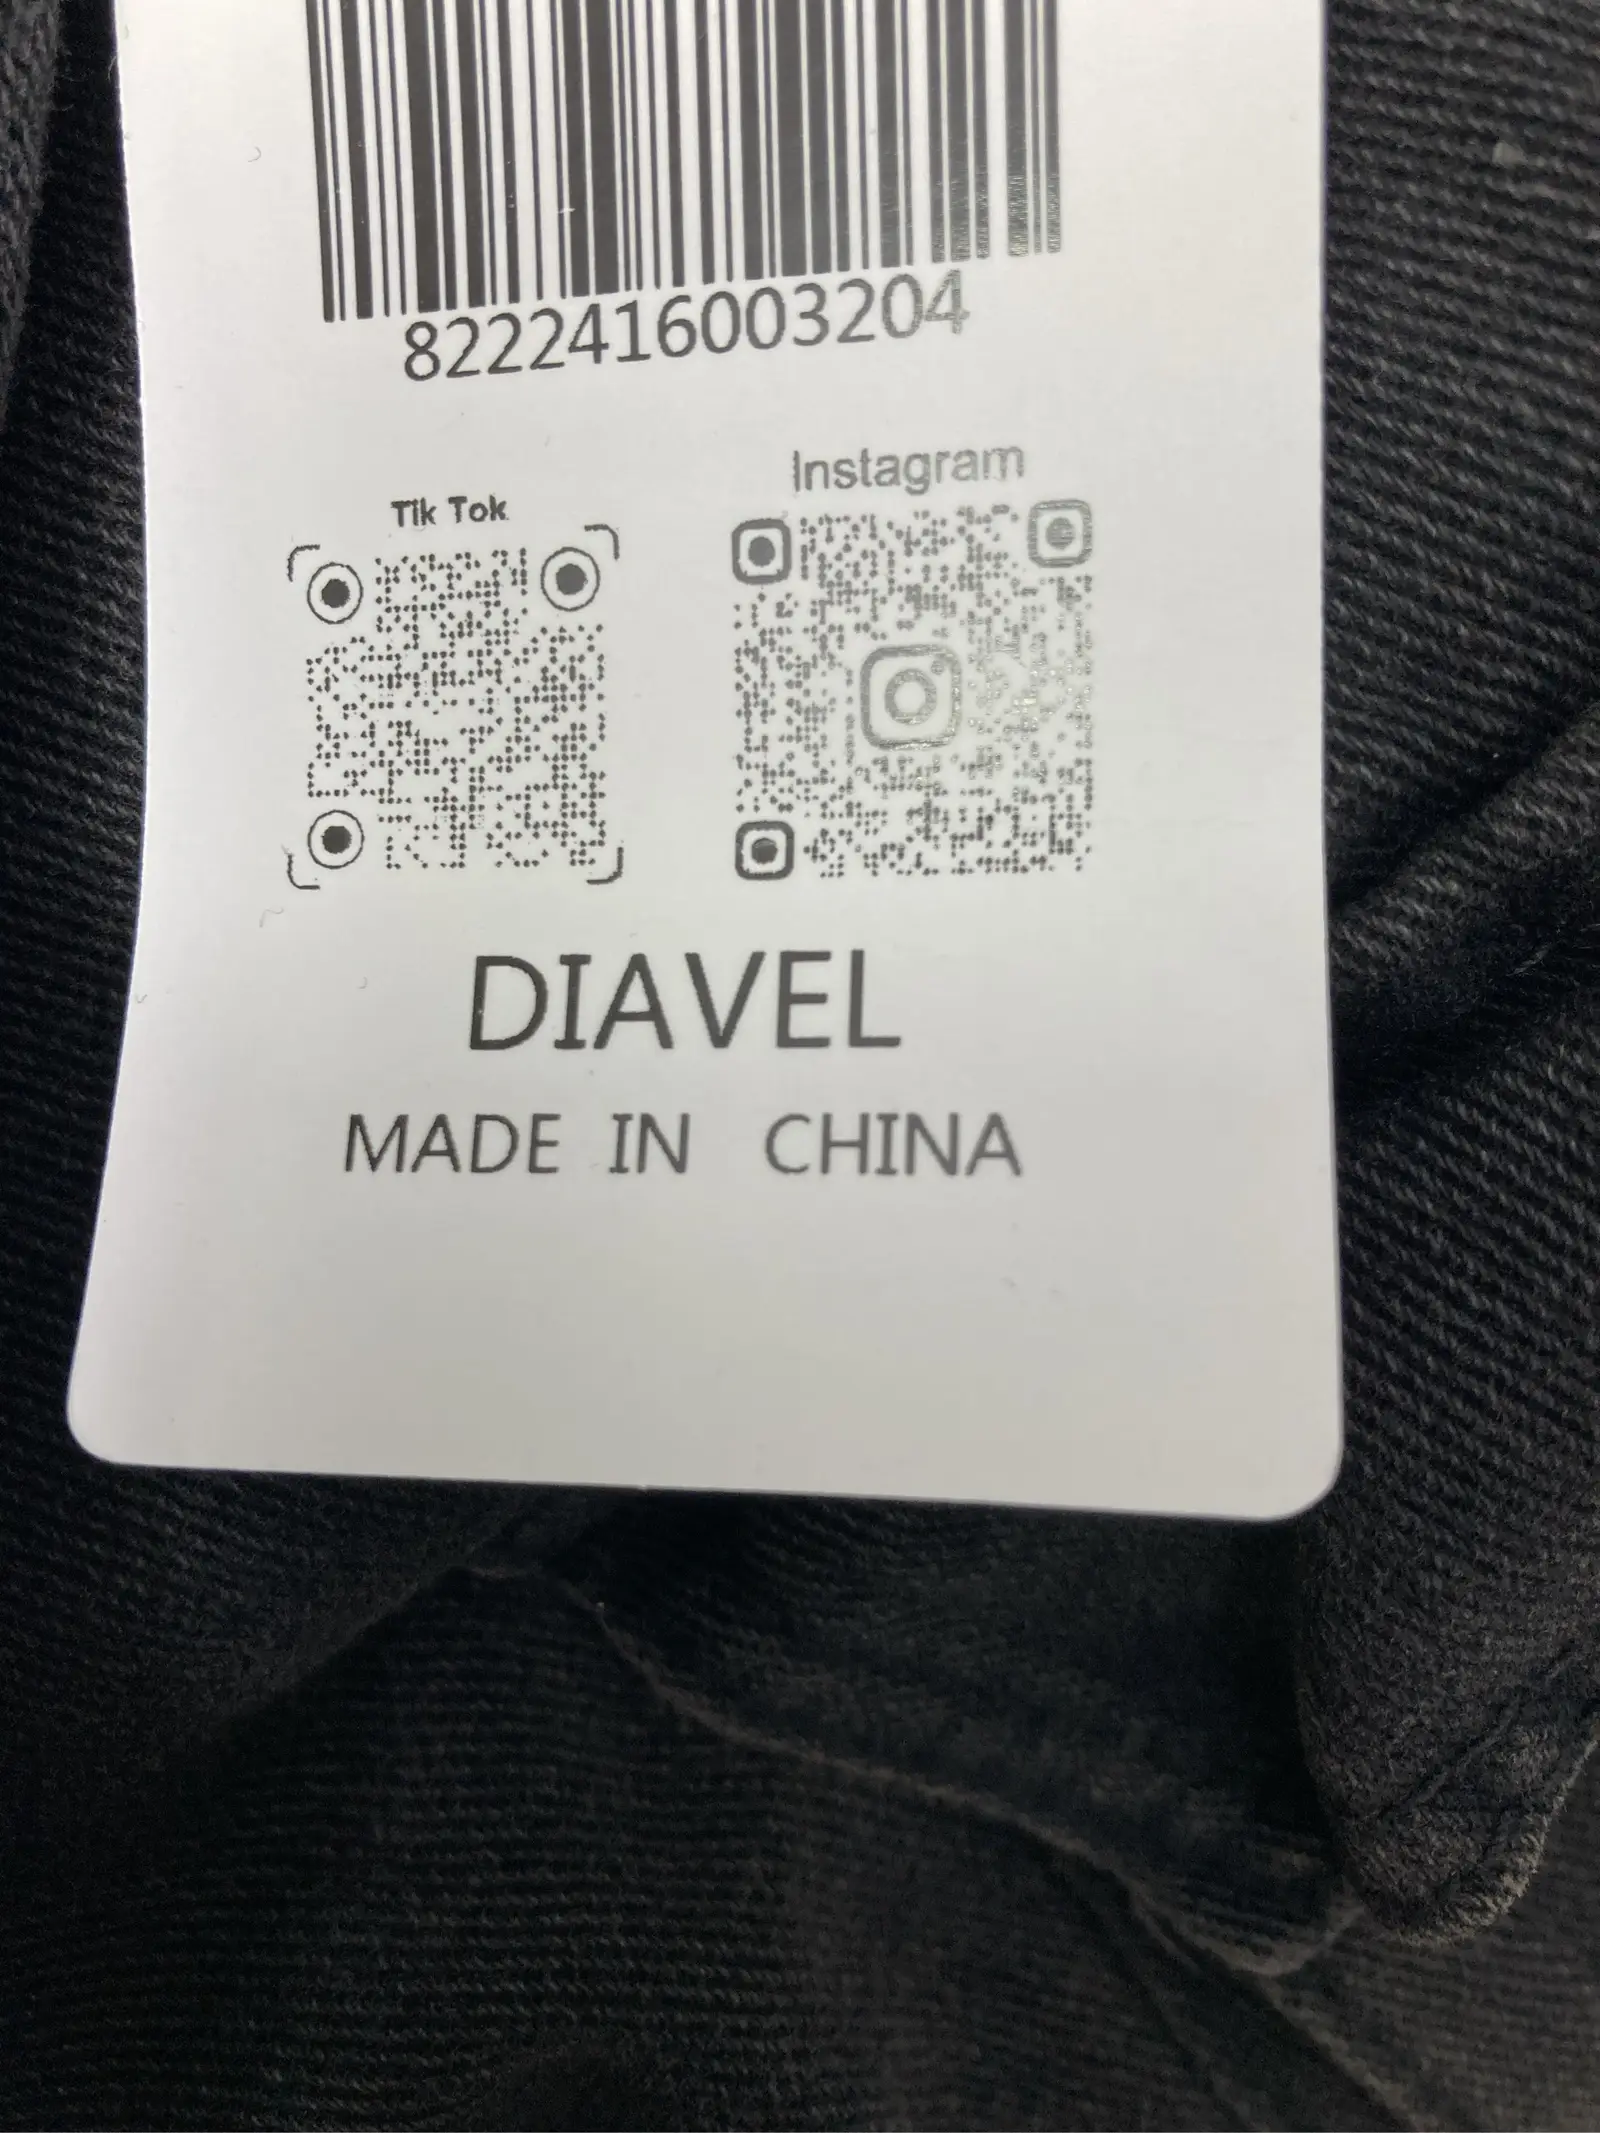 8222416003204
Tik Tok
Instagram
DIAVEL
MADE IN CHINA